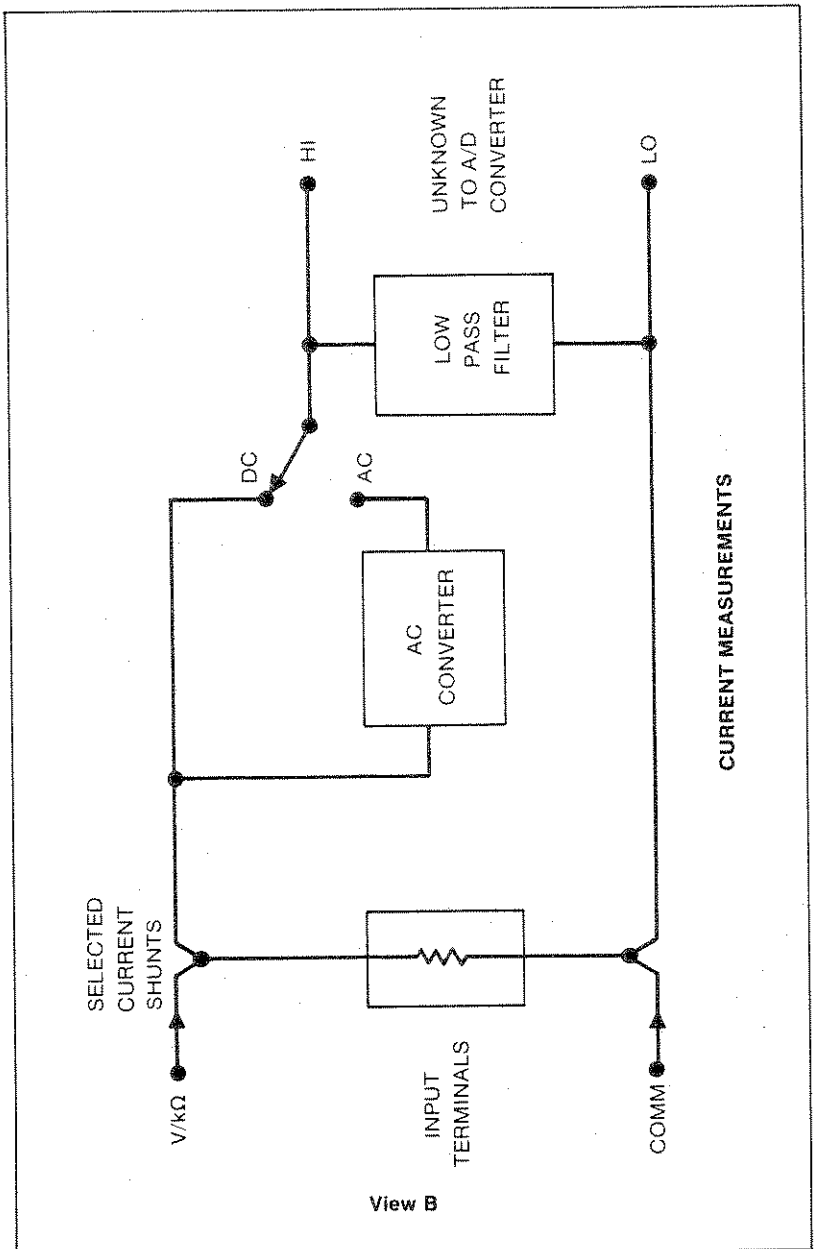 SELECTED
CURRENT
SHUNTS
V/kΩ
INPUT
TERMINALS
COMM
AC
CONVERTER
DC
AC
LOW
PASS
FILTER
HI
UNKNOWN
TO A/D
CONVERTER
LO
CURRENT MEASUREMENTS
View B